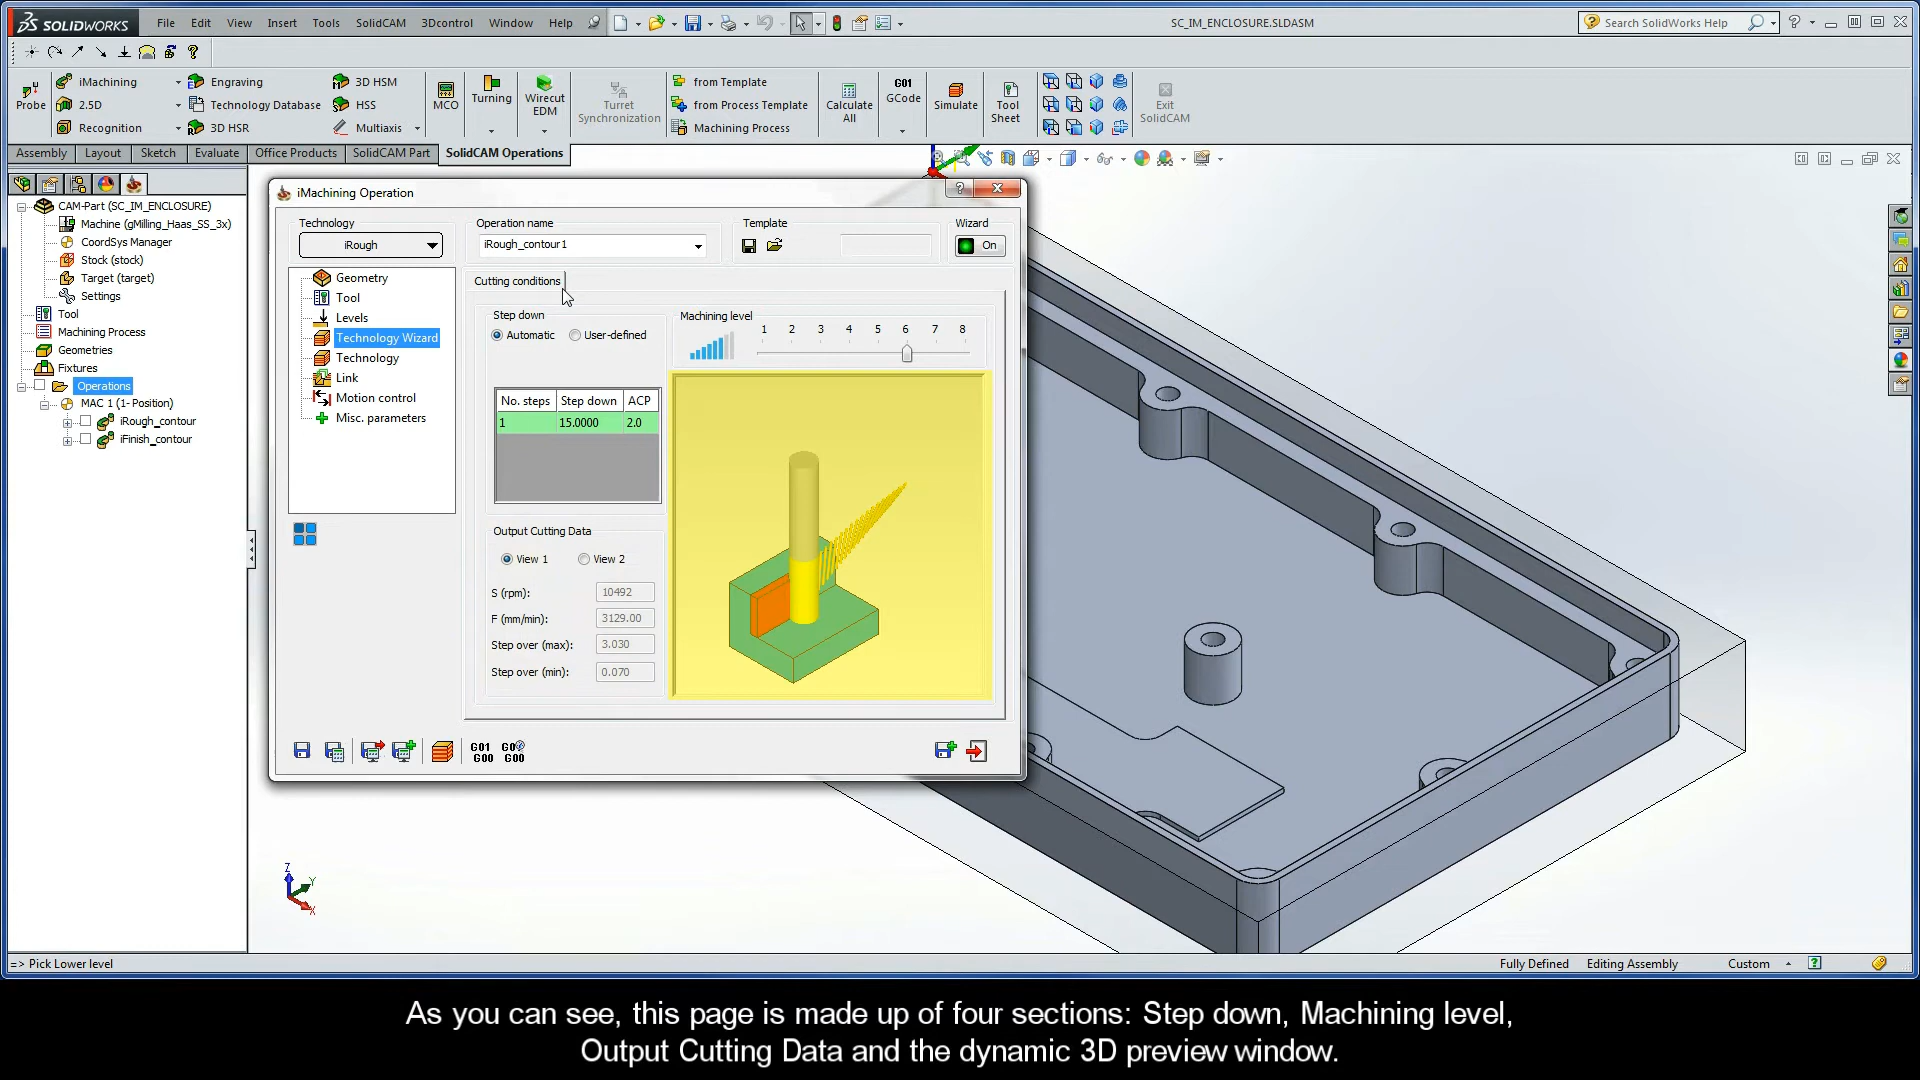 SOLIDWORKS File Edit View Insert Tools SolidCAM 3Dcontrol Window Help SC_IM_ENCLOSURE.SLDASM Search SolidWorks Help
Probe
iMachining
2.5D
Recognition
Engraving
Technology Database
3D HSR
3D HSM
HSS
Multiaxis
MCO
Turning
Wirecut
EDM
Turret
Synchronization
from Template
from Process Template
Machining Process
Calculate
All
G01
GCode
Simulate
Tool
Sheet
Exit
SolidCAM
Assembly Layout Sketch Evaluate Office Products SolidCAM Part SolidCAM Operations
CAM-Part (SC_IM_ENCLOSURE)
Machine (gMilling_Haas_SS_3x)
CoordSys Manager
Stock (stock)
Target (target)
Settings
Tool
Machining Process
Geometries
Fixtures
Operations
MAC 1 (1- Position)
iRough_contour
iFinish_contour
iMachining Operation
Technology
iRough
Operation name
iRough_contour1
Template
Wizard
On
Geometry
Tool
Levels
Technology Wizard
Technology
Link
Motion control
Misc. parameters
Cutting conditions
Step down
Automatic User-defined
Machining level
1 2 3 4 5 6 7 8
No. steps Step down ACP
1 15.0000 2.0
Output Cutting Data
View 1 View 2
S (rpm): 10492
F (mm/min): 3129.00
Step over (max): 3.030
Step over (min): 0.070
G01
G00
G00
Z
Y
X
=> Pick Lower level
Fully Defined Editing Assembly Custom
As you can see, this page is made up of four sections: Step down, Machining level,
Output Cutting Data and the dynamic 3D preview window.